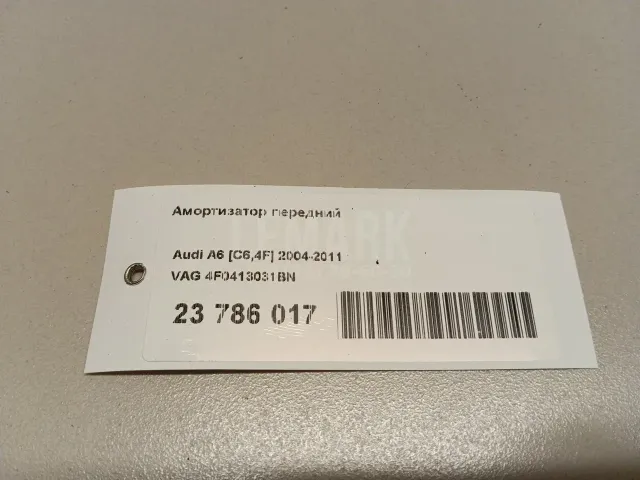 Амортизатор передний
Audi A6 [C6,4F] 2004-2011
VAG 4F0413031BN
23 786 017